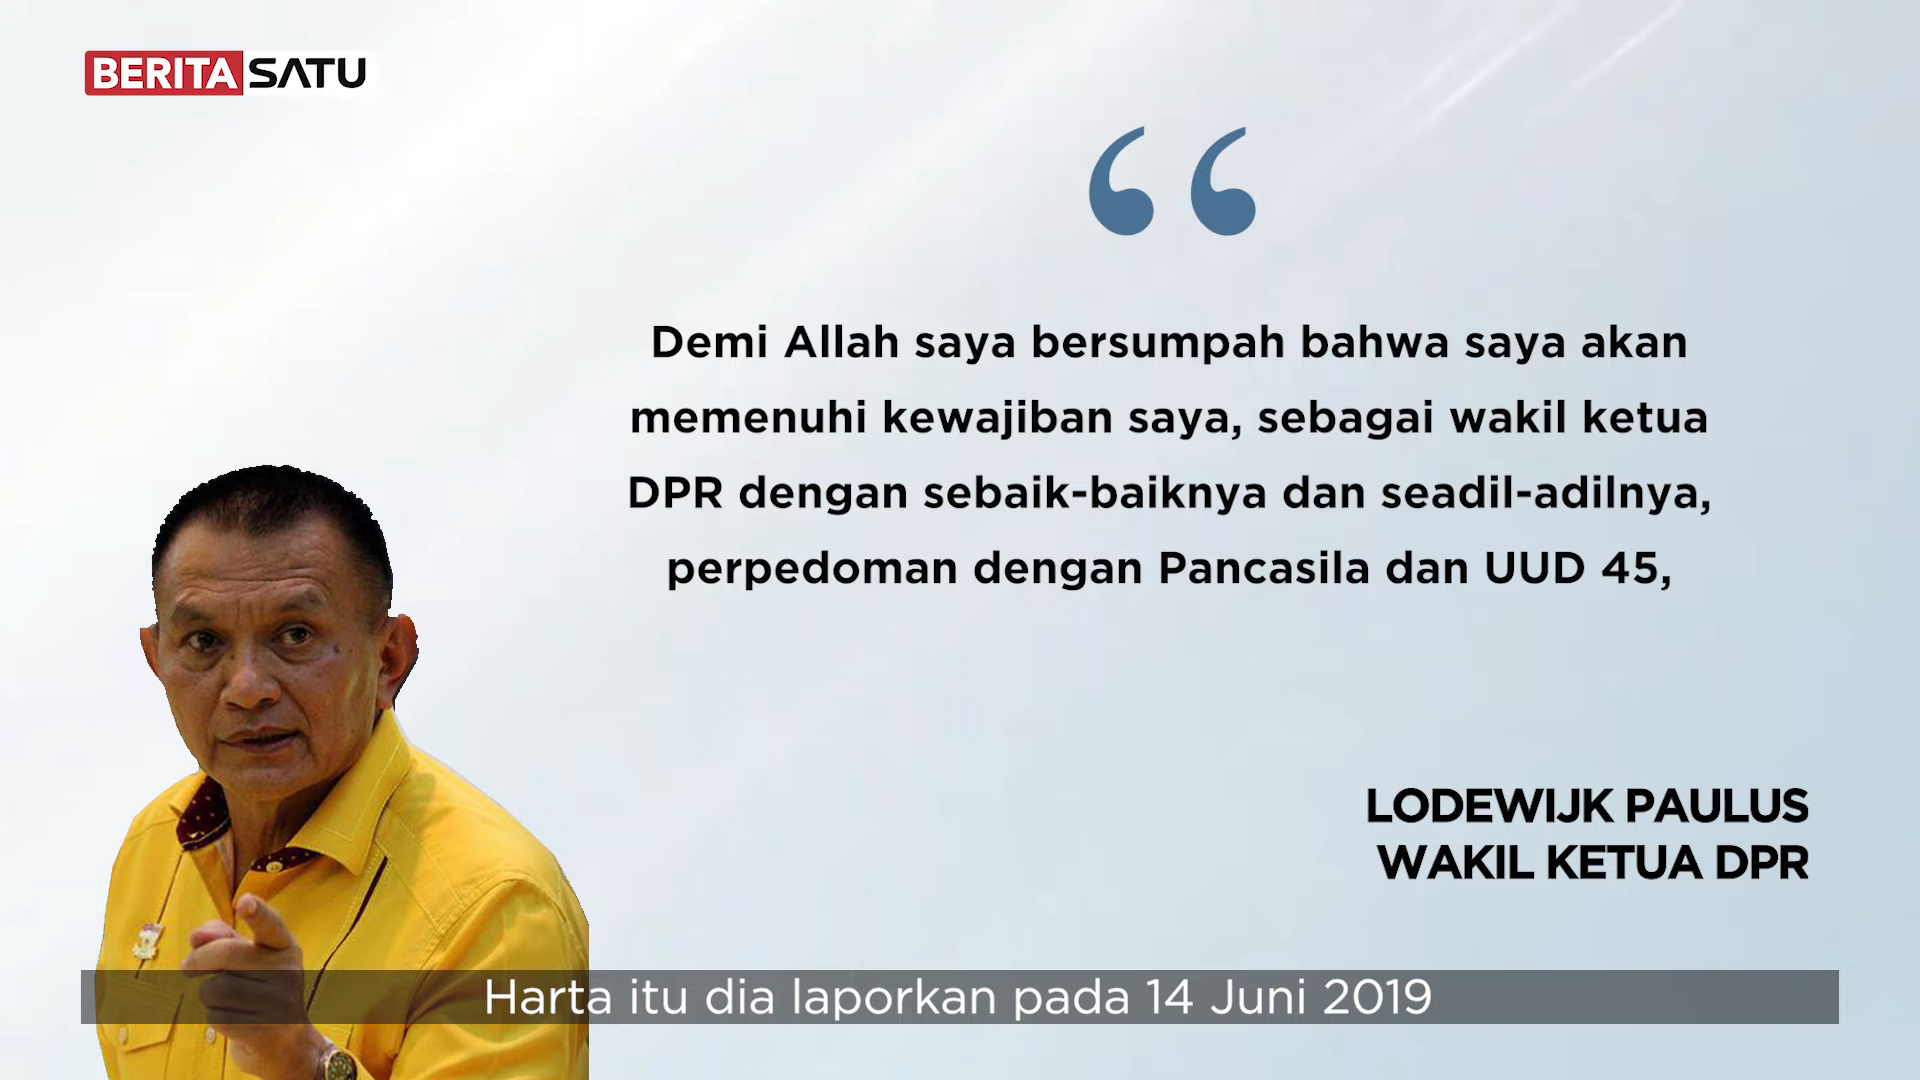 BERITA SATU
“
Demi Allah saya bersumpah bahwa saya akan
memenuhi kewajiban saya, sebagai wakil ketua
DPR dengan sebaik-baiknya dan seadil-adilnya,
perpedoman dengan Pancasila dan UUD 45,
LODEWIJK PAULUS
WAKIL KETUA DPR
Harta itu dia laporkan pada 14 Juni 2019